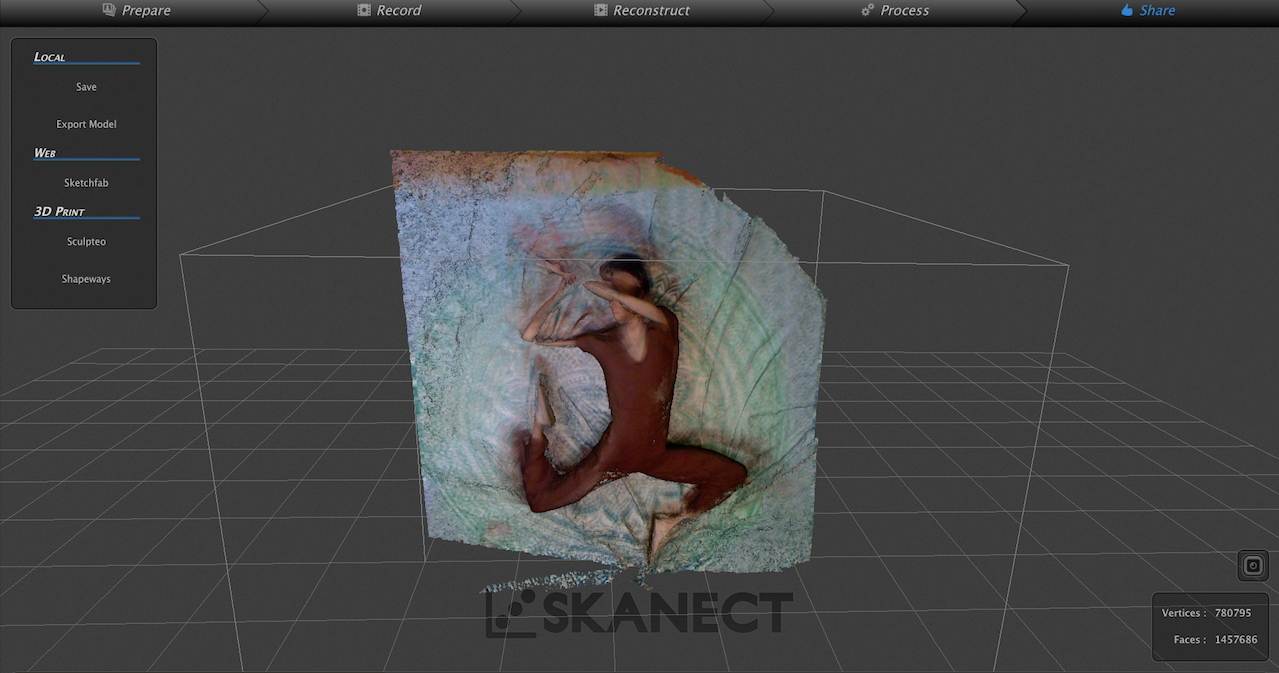 Prepare
Record
Reconstruct
Process
Share
Local
Save
Export Model
Web
Sketchfab
3D Print
Sculpteo
Shapeways
SKANECT
Vertices : 780795
Faces : 1457686